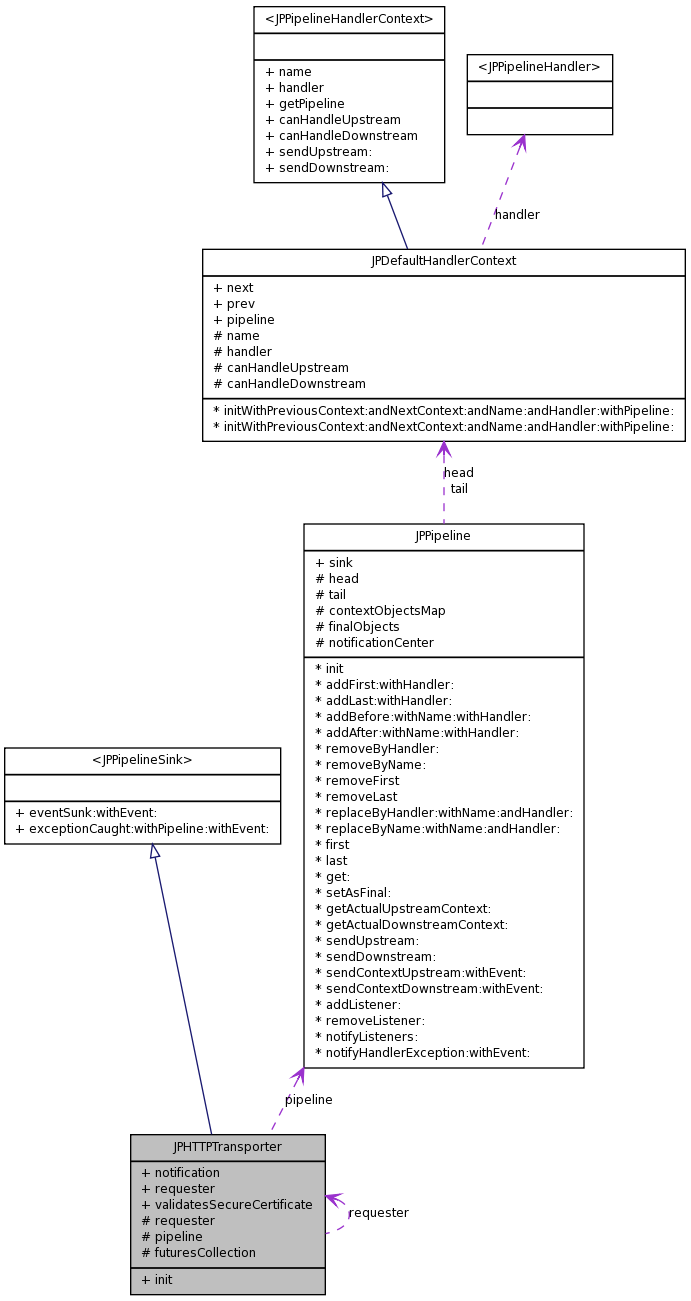 <JPPipelineHandlerContext>
+ name
+ handler
+ getPipeline
+ canHandleUpstream
+ canHandleDownstream
+ sendUpstream:
+ sendDownstream:
<JPPipelineHandler>
handler
JPDefaultHandlerContext
+ next
+ prev
+ pipeline
# name
# handler
# canHandleUpstream
# canHandleDownstream
* initWithPreviousContext:andNextContext:andName:andHandler:withPipeline:
* initWithPreviousContext:andNextContext:andName:andHandler:withPipeline:
head
tail
JPPipeline
+ sink
# head
# tail
# contextObjectsMap
# finalObjects
# notificationCenter
* init
* addFirst:withHandler:
* addLast:withHandler:
* addBefore:withName:withHandler:
* addAfter:withName:withHandler:
* removeByHandler:
* removeByName:
* removeFirst
* removeLast
* replaceByHandler:withName:andHandler:
* replaceByName:withName:andHandler:
* first
* last
* get:
* setAsFinal:
* getActualUpstreamContext:
* getActualDownstreamContext:
* sendUpstream:
* sendDownstream:
* sendContextUpstream:withEvent:
* sendContextDownstream:withEvent:
* addListener:
* removeListener:
* notifyListeners:
* notifyHandlerException:withEvent:
<JPPipelineSink>
+ eventSunk:withEvent:
+ exceptionCaught:withPipeline:withEvent:
pipeline
JPHTTPTransporter
+ notification
+ requester
+ validatesSecureCertificate
# requester
# pipeline
# futuresCollection
+ init
requester